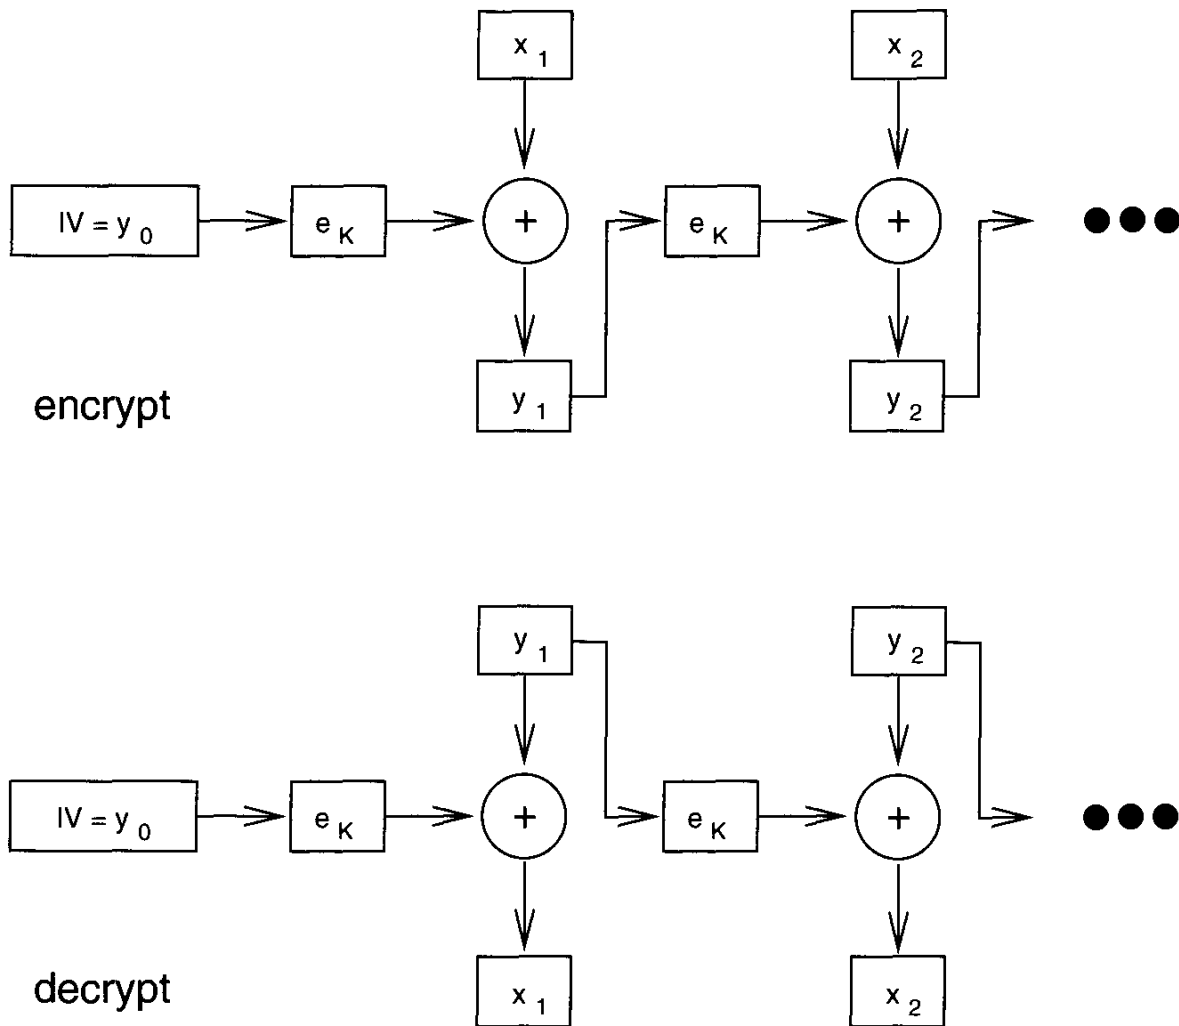 x 1 x 2
IV = y 0 e K + e K +
y 1 y 2
encrypt
y 1 y 2
IV = y 0 e K + e K +
x 1 x 2
decrypt